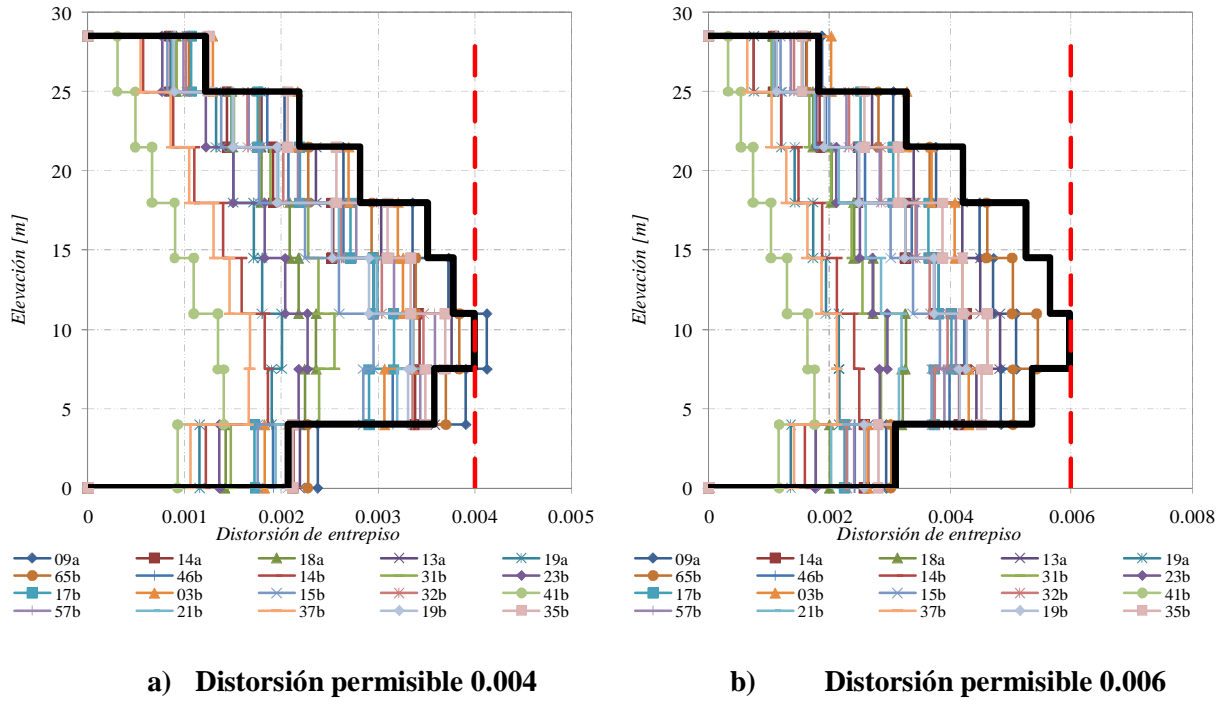 30
25
20
15
10
5
0
Elevación [m]
0 0.001 0.002 0.003 0.004 0.005
Distorsión de entrepiso
09a 14a 18a 13a 19a
65b 46b 14b 31b 23b
17b 03b 15b 32b 41b
57b 21b 37b 19b 35b
a) Distorsión permisible 0.004
30
25
20
15
10
5
0
Elevación [m]
0 0.002 0.004 0.006 0.008
Distorsión de entrepiso
09a 14a 18a 13a 19a
65b 46b 14b 31b 23b
17b 03b 15b 32b 41b
57b 21b 37b 19b 35b
b) Distorsión permisible 0.006